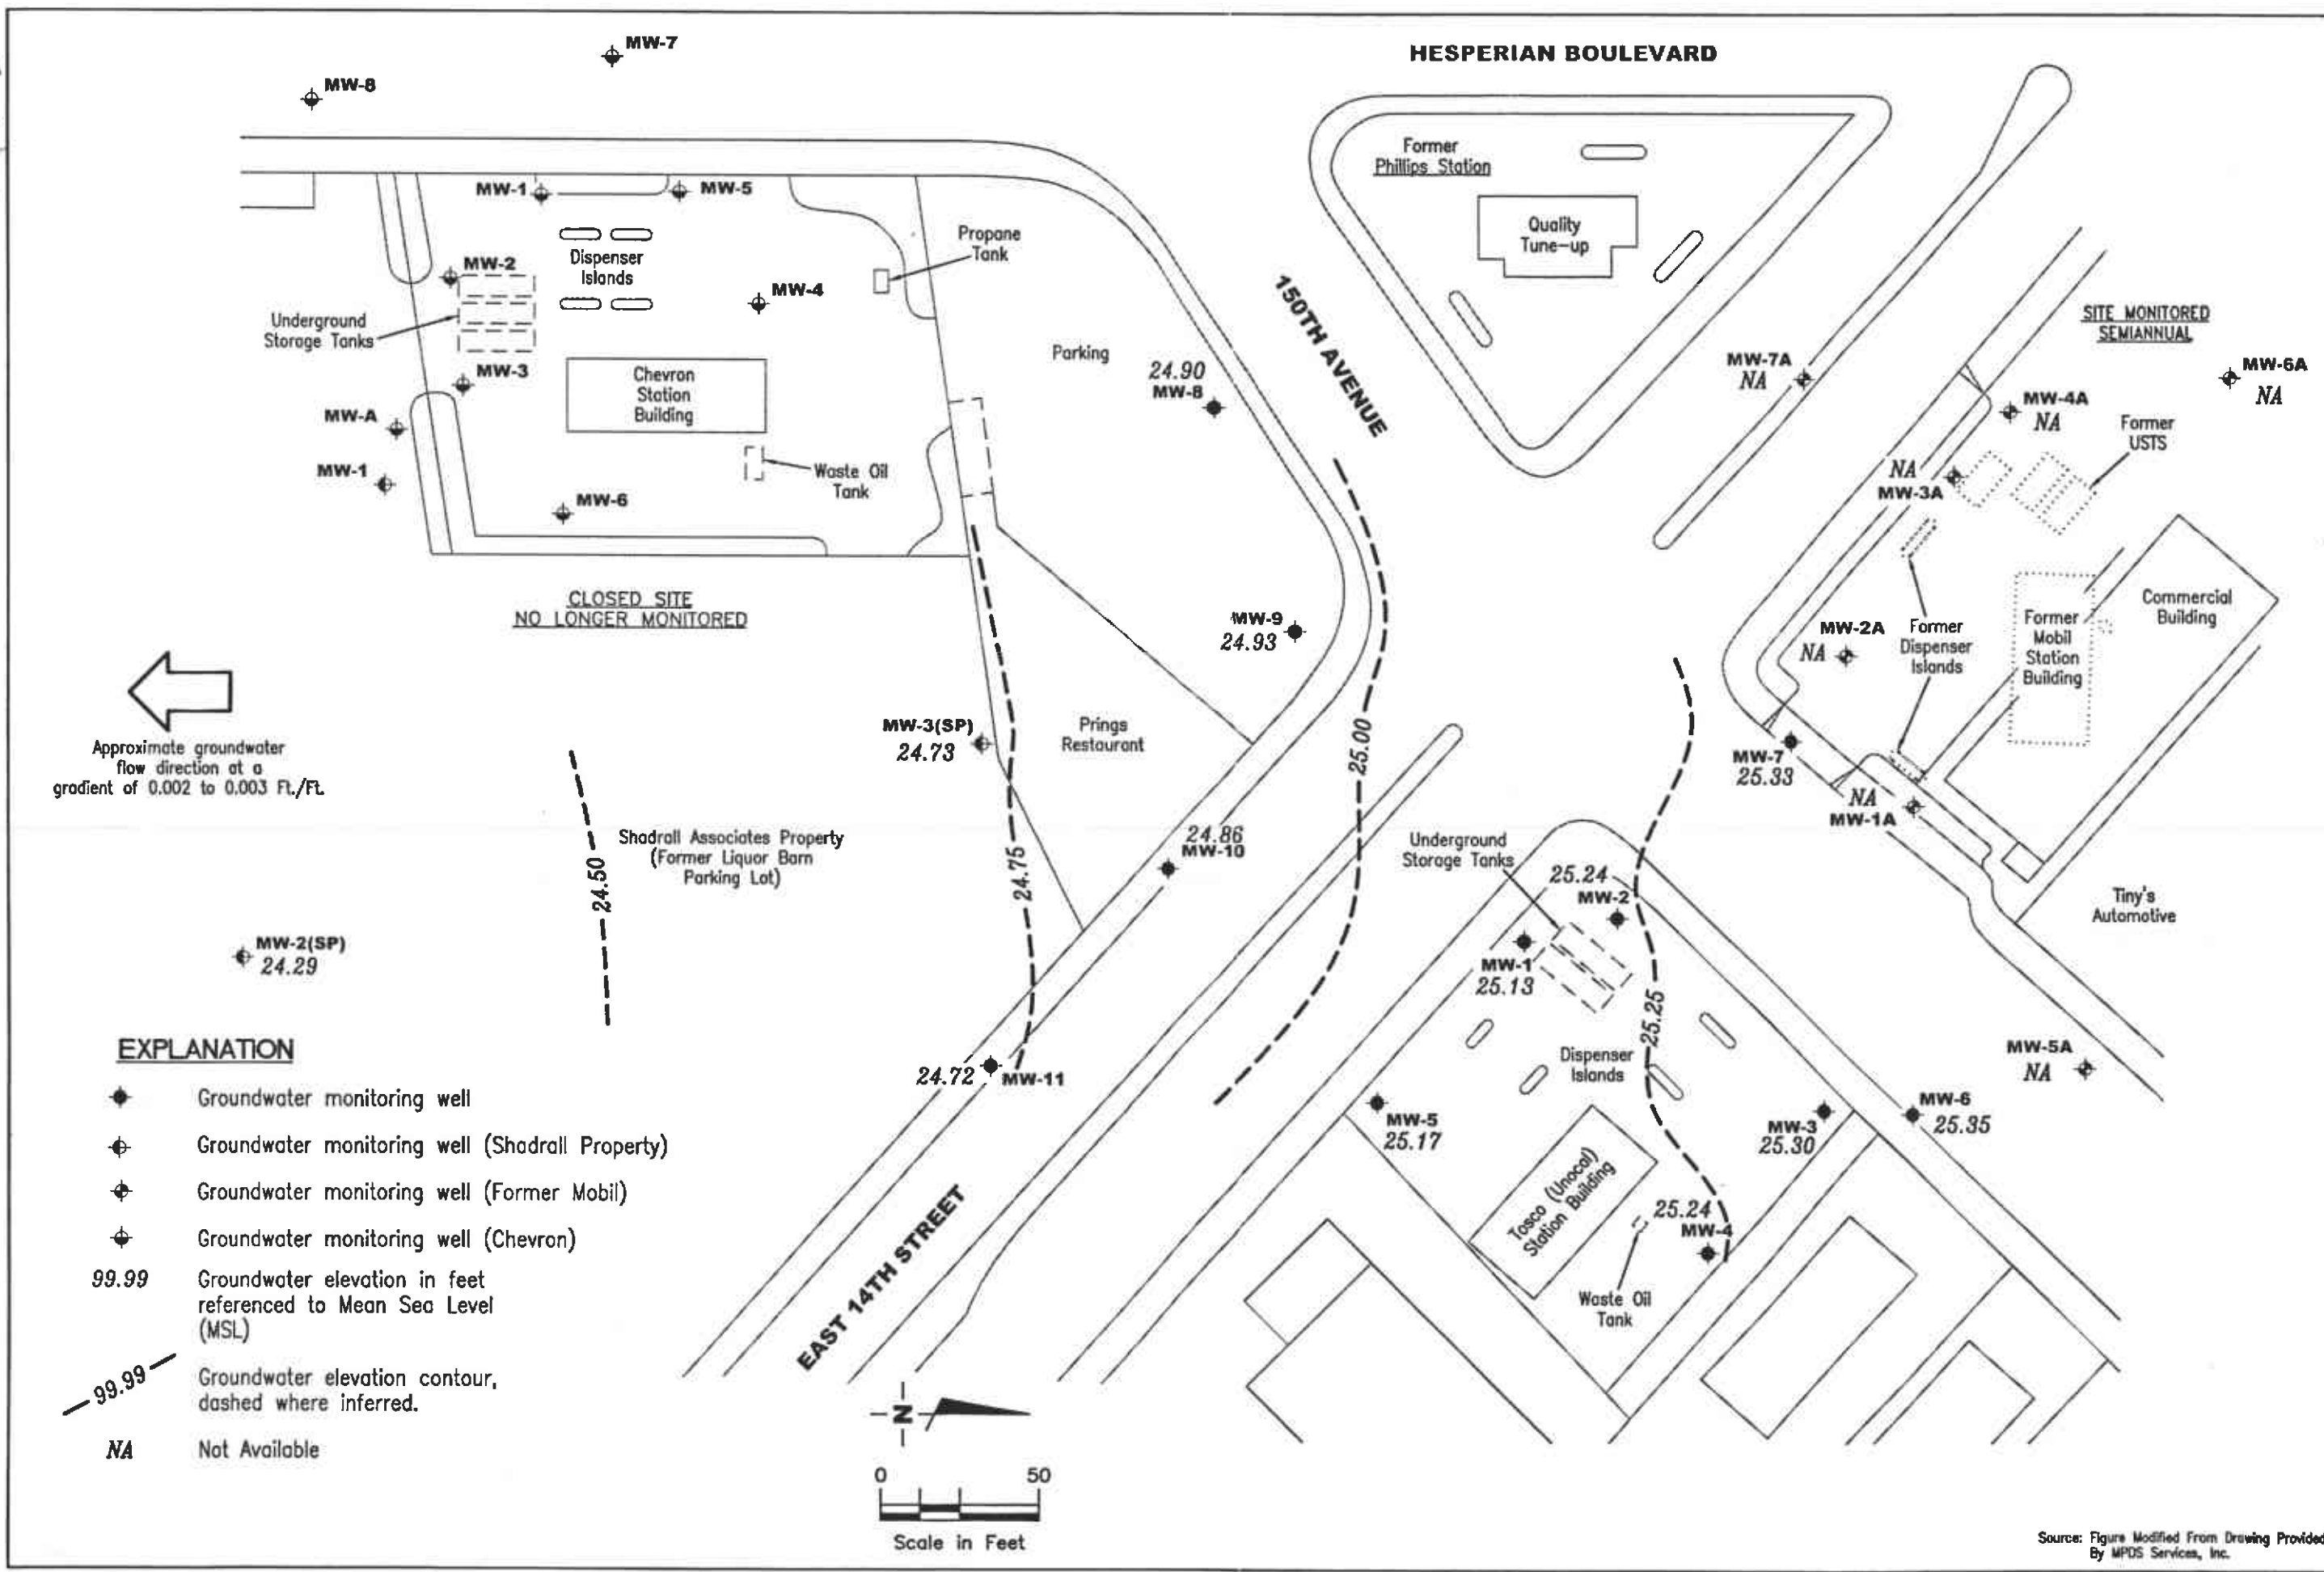 MW-7
HESPERIAN BOULEVARD
MW-8
Former
Phillips Station
MW-1
MW-5
Quality
Tune-up
Propane
Tank
Dispenser
Islands
MW-2
MW-4
150TH AVENUE
Underground
Storage Tanks
SITE MONITORED
SEMIANNUAL
Parking
24.90
MW-8
MW-7A
NA
MW-6A
NA
MW-3
Chevron
Station
Building
MW-4A
NA
Former
USTS
MW-A
MW-1
Waste Oil
Tank
NA
MW-3A
MW-6
CLOSED SITE
NO LONGER MONITORED
MW-9
24.93
MW-2A
NA
Former
Dispenser
Islands
Former
Mobil
Station
Building
Commercial
Building
MW-3(SP)
24.73
Prings
Restaurant
25.00
MW-7
25.33
Approximate groundwater
flow direction at a
gradient of 0.002 to 0.003 Ft./Ft.
NA
MW-1A
Shadrall Associates Property
(Former Liquor Barn
Parking Lot)
24.50
24.75
24.86
MW-10
Underground
Storage Tanks
25.24
MW-2
Tiny's
Automotive
MW-2(SP)
24.29
MW-1
25.13
25.25
EXPLANATION
Groundwater monitoring well
Groundwater monitoring well (Shadrall Property)
Groundwater monitoring well (Former Mobil)
Groundwater monitoring well (Chevron)
99.99
Groundwater elevation in feet
referenced to Mean Sea Level
(MSL)
99.99
Groundwater elevation contour,
dashed where inferred.
NA
Not Available
24.72
MW-11
Dispenser
Islands
MW-5A
NA
MW-5
25.17
MW-3
25.30
MW-6
25.35
Tosco (Unocal)
Station Building
25.24
MW-4
Waste Oil
Tank
EAST 14TH STREET
N
0 50
Scale in Feet
Source: Figure Modified From Drawing Provided
By MPDS Services, Inc.